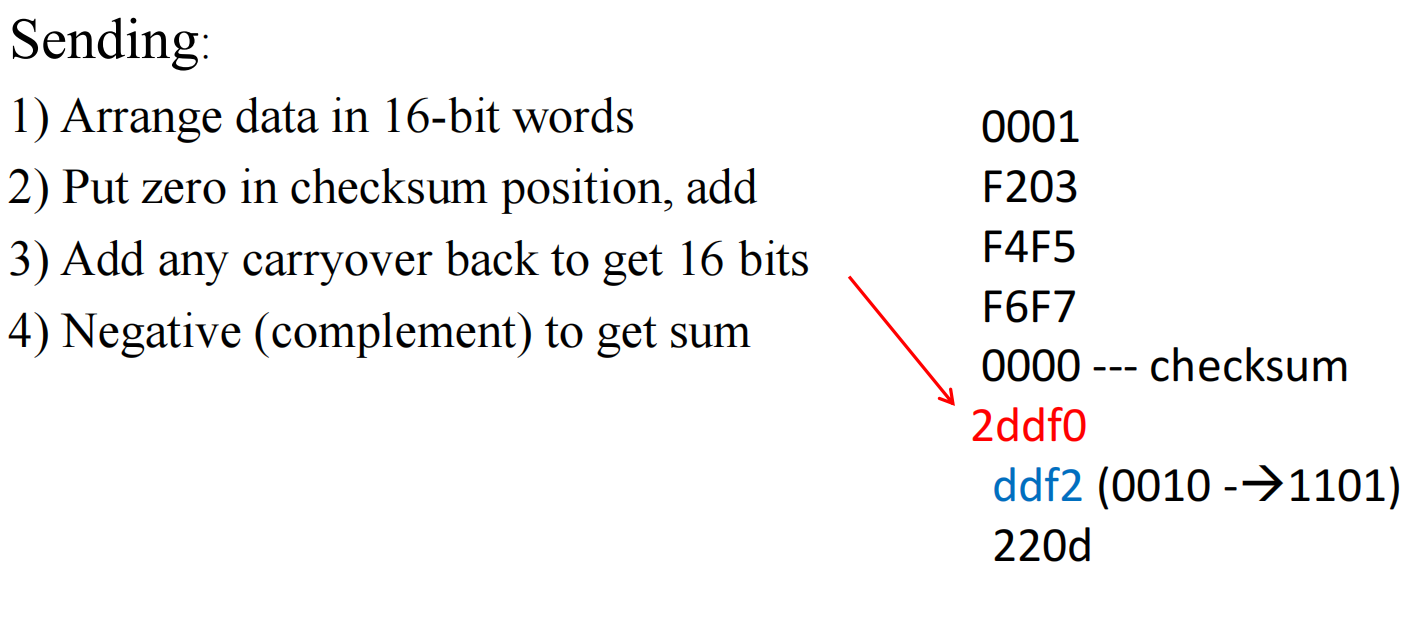 Sending:
1) Arrange data in 16-bit words
2) Put zero in checksum position, add
3) Add any carryover back to get 16 bits
4) Negative (complement) to get sum
0001
F203
F4F5
F6F7
0000 --- checksum
2ddf0
ddf2 (0010 -→1101)
220d